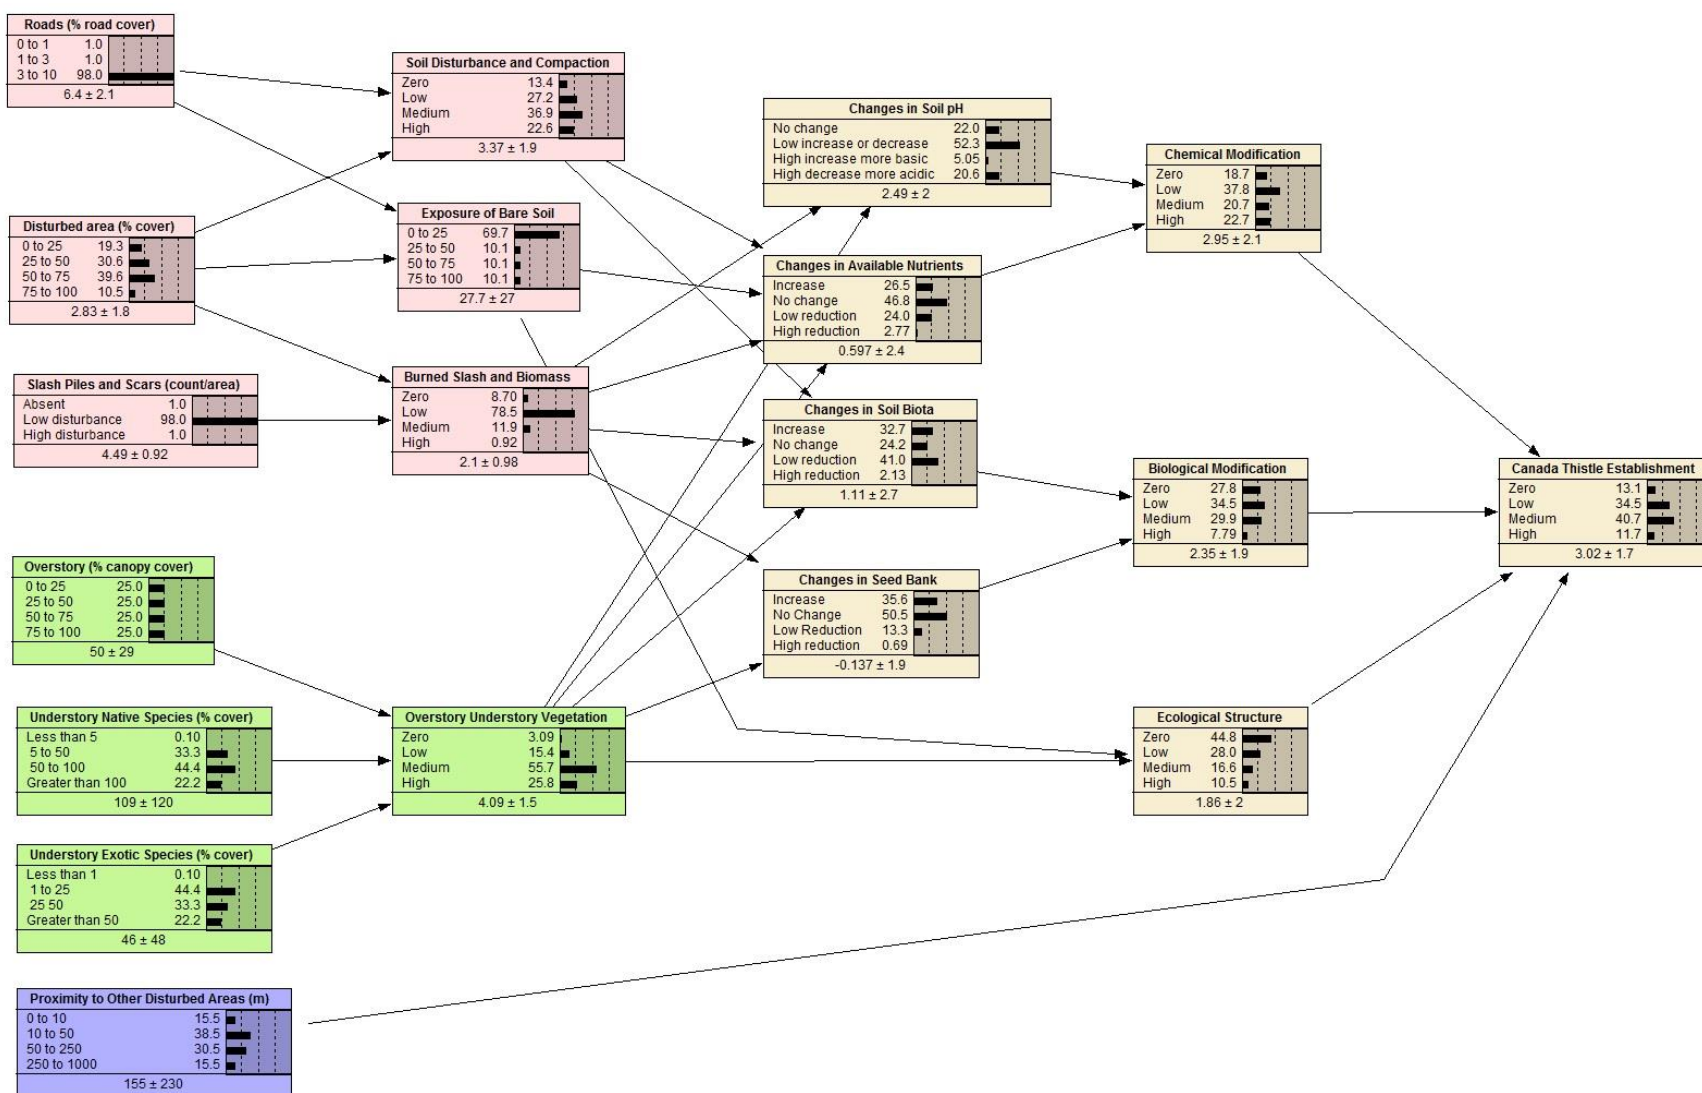 Roads (% road cover)
0 to 1 1.0
1 to 3 1.0
3 to 10 98.0
6.4 ± 2.1
Disturbed area (% cover)
0 to 25 19.3
25 to 50 30.6
50 to 75 39.6
75 to 100 10.5
2.83 ± 1.8
Slash Piles and Scars (count/area)
Absent 1.0
Low disturbance 98.0
High disturbance 1.0
4.49 ± 0.92
Overstory (% canopy cover)
0 to 25 25.0
25 to 50 25.0
50 to 75 25.0
75 to 100 25.0
50 ± 29
Understory Native Species (% cover)
Less than 5 0.10
5 to 50 33.3
50 to 100 44.4
Greater than 100 22.2
109 ± 120
Understory Exotic Species (% cover)
Less than 1 0.10
1 to 25 44.4
25 50 33.3
Greater than 50 22.2
46 ± 48
Proximity to Other Disturbed Areas (m)
0 to 10 15.5
10 to 50 38.5
50 to 250 30.5
250 to 1000 15.5
155 ± 230
Soil Disturbance and Compaction
Zero 13.4
Low 27.2
Medium 36.9
High 22.6
3.37 ± 1.9
Exposure of Bare Soil
0 to 25 69.7
25 to 50 10.1
50 to 75 10.1
75 to 100 10.1
27.7 ± 27
Burned Slash and Biomass
Zero 8.70
Low 78.5
Medium 11.9
High 0.92
2.1 ± 0.98
Overstory Understory Vegetation
Zero 3.09
Low 15.4
Medium 55.7
High 25.8
4.09 ± 1.5
Changes in Soil pH
No change 22.0
Low increase or decrease 52.3
High increase more basic 5.05
High decrease more acidic 20.6
2.49 ± 2
Changes in Available Nutrients
Increase 26.5
No change 46.8
Low reduction 24.0
High reduction 2.77
0.597 ± 2.4
Changes in Soil Biota
Increase 32.7
No change 24.2
Low reduction 41.0
High reduction 2.13
1.11 ± 2.7
Changes in Seed Bank
Increase 35.6
No Change 50.5
Low Reduction 13.3
High reduction 0.69
-0.137 ± 1.9
Chemical Modification
Zero 18.7
Low 37.8
Medium 20.7
High 22.7
2.95 ± 2.1
Biological Modification
Zero 27.8
Low 34.5
Medium 29.9
High 7.79
2.35 ± 1.9
Ecological Structure
Zero 44.8
Low 28.0
Medium 16.6
High 10.5
1.86 ± 2
Canada Thistle Establishment
Zero 13.1
Low 34.5
Medium 40.7
High 11.7
3.02 ± 1.7